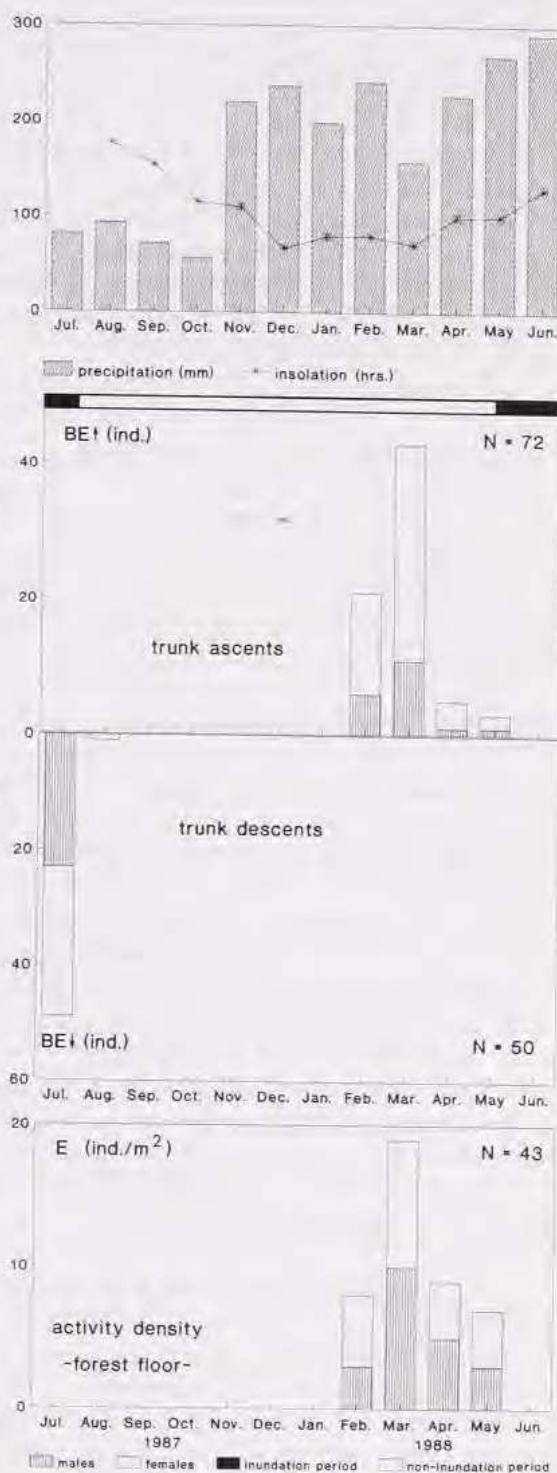 300
200
100
0
Jul. Aug. Sep. Oct. Nov. Dec. Jan. Feb. Mar. Apr. May Jun.
precipitation (mm) * insolation (hrs.)
BE↑ (ind.) N = 72
40
20
trunk ascents
0
trunk descents
20
40
BE↓ (ind.) N = 50
60
Jul. Aug. Sep. Oct. Nov. Dec. Jan. Feb. Mar. Apr. May Jun.
20
E (ind./m²) N = 43
10
activity density
-forest floor-
0
Jul. Aug. Sep. Oct. Nov. Dec. Jan. Feb. Mar. Apr. May Jun.
1987 1988
males females inundation period non-inundation period